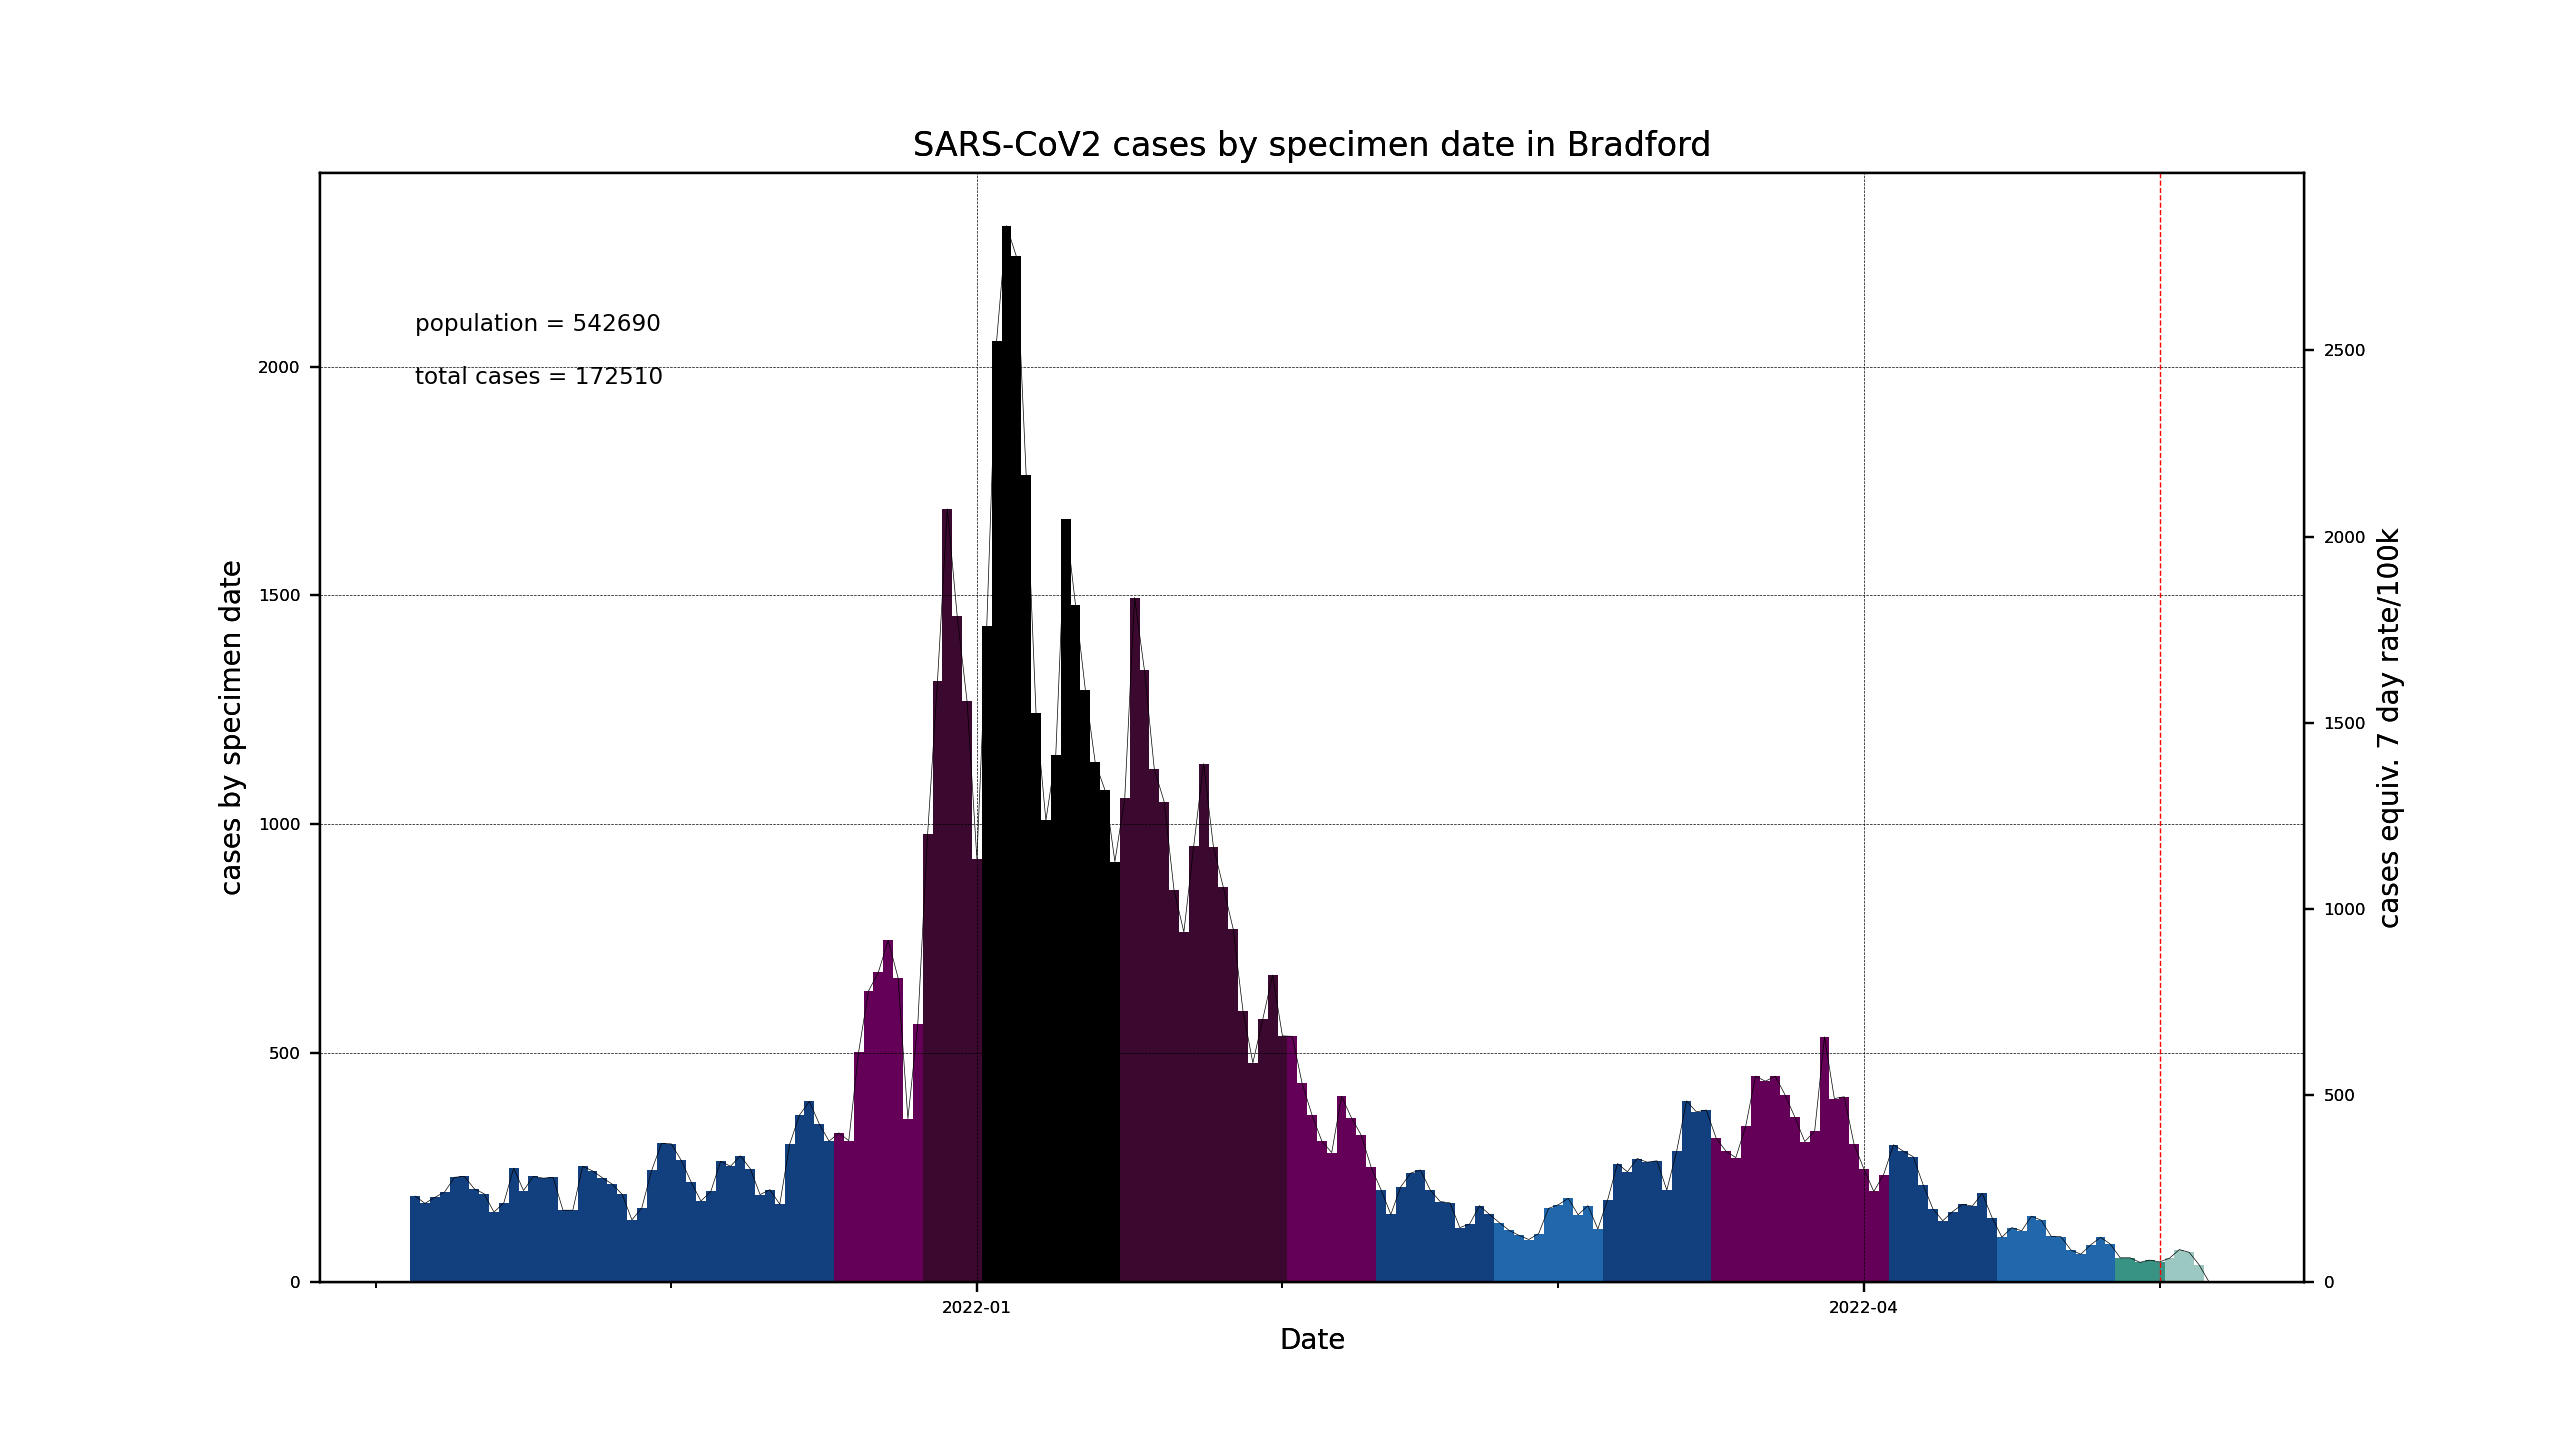 SARS-CoV2 cases by specimen date in Bradford
population = 542690
total cases = 172510
cases by specimen date
2000
1500
1000
500
0
2500
2000
1500
1000
500
0
cases equiv. 7 day rate/100k
2022-01
2022-04
Date